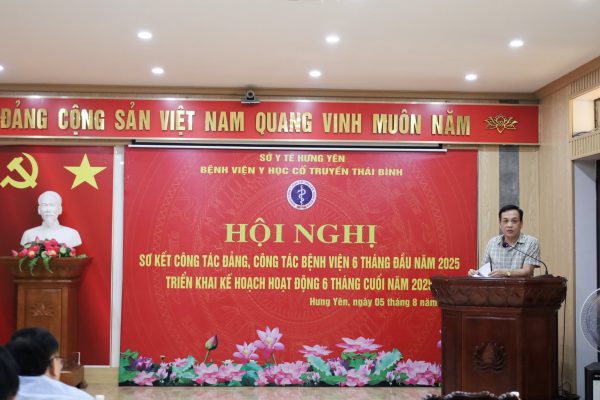 ĐẢNG CỘNG SẢN VIỆT NAM QUANG VINH MUÔN NĂM
SỞ Y TẾ HƯNG YÊN
BỆNH VIỆN Y HỌC CỔ TRUYỀN THÁI BÌNH
HỘI NGHỊ
SƠ KẾT CÔNG TÁC ĐẢNG, CÔNG TÁC BỆNH VIỆN 6 THÁNG ĐẦU NĂM 2025
TRIỂN KHAI KẾ HOẠCH HOẠT ĐỘNG 6 THÁNG CUỐI NĂM 2025
Hưng Yên, ngày 05 tháng 8 năm